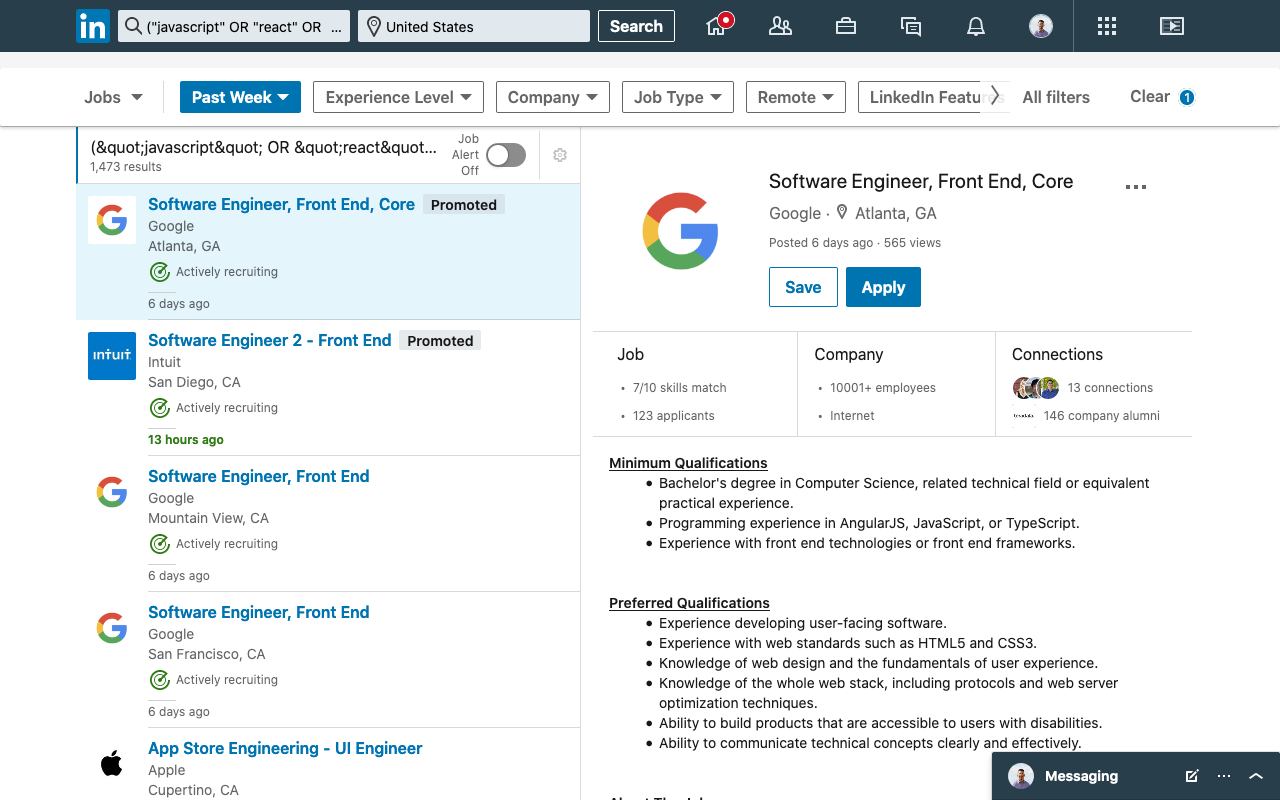 in
("javascript" OR "react" OR ...
United States
Search
Jobs
Past Week
Experience Level
Company
Job Type
Remote
LinkedIn Featu
All filters
Clear
1
(&quot;javascript&quot; OR &quot;react&quot...
1,473 results
Job
Alert
Off
Software Engineer, Front End, Core
Promoted
Google
Atlanta, GA
Actively recruiting
6 days ago
intuit
Software Engineer 2 - Front End
Promoted
Intuit
San Diego, CA
Actively recruiting
13 hours ago
Software Engineer, Front End
Google
Mountain View, CA
Actively recruiting
6 days ago
Software Engineer, Front End
Google
San Francisco, CA
Actively recruiting
6 days ago
App Store Engineering - UI Engineer
Apple
Cupertino, CA
Software Engineer, Front End, Core
Google · Atlanta, GA
Posted 6 days ago · 565 views
Save
Apply
Job
• 7/10 skills match
• 123 applicants
Company
• 10001+ employees
• Internet
Connections
13 connections
teradata.
146 company alumni
Minimum Qualifications
• Bachelor's degree in Computer Science, related technical field or equivalent
practical experience.
• Programming experience in AngularJS, JavaScript, or TypeScript.
• Experience with front end technologies or front end frameworks.
Preferred Qualifications
• Experience developing user-facing software.
• Experience with web standards such as HTML5 and CSS3.
• Knowledge of web design and the fundamentals of user experience.
• Knowledge of the whole web stack, including protocols and web server
optimization techniques.
• Ability to build products that are accessible to users with disabilities.
• Ability to communicate technical concepts clearly and effectively.
Messaging